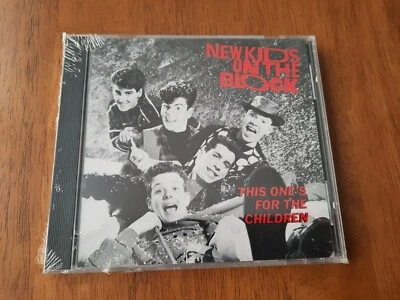 NEW KIDS
ON THE
BLOCK
THIS ONE'S
FOR THE
CHILDREN